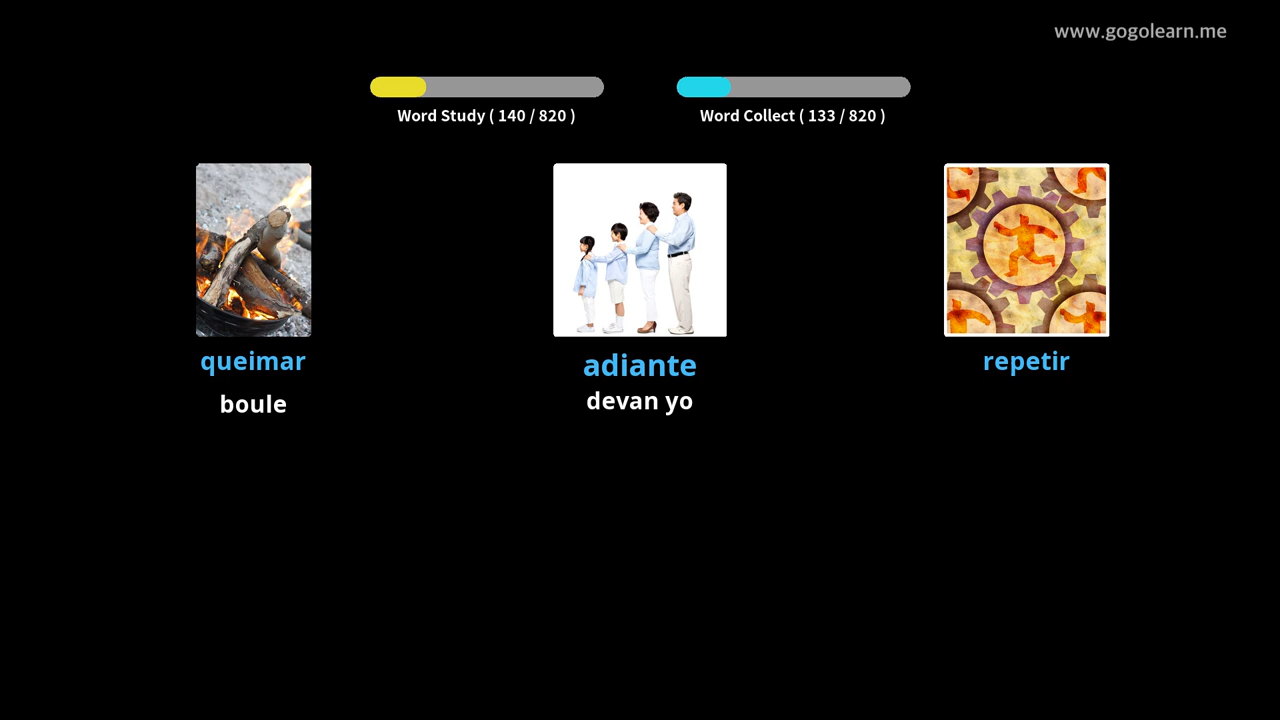 www.gogolearn.me
Word Study ( 140 / 820 )
Word Collect ( 133 / 820 )
queimar
adiante
repetir
boule
devan yo